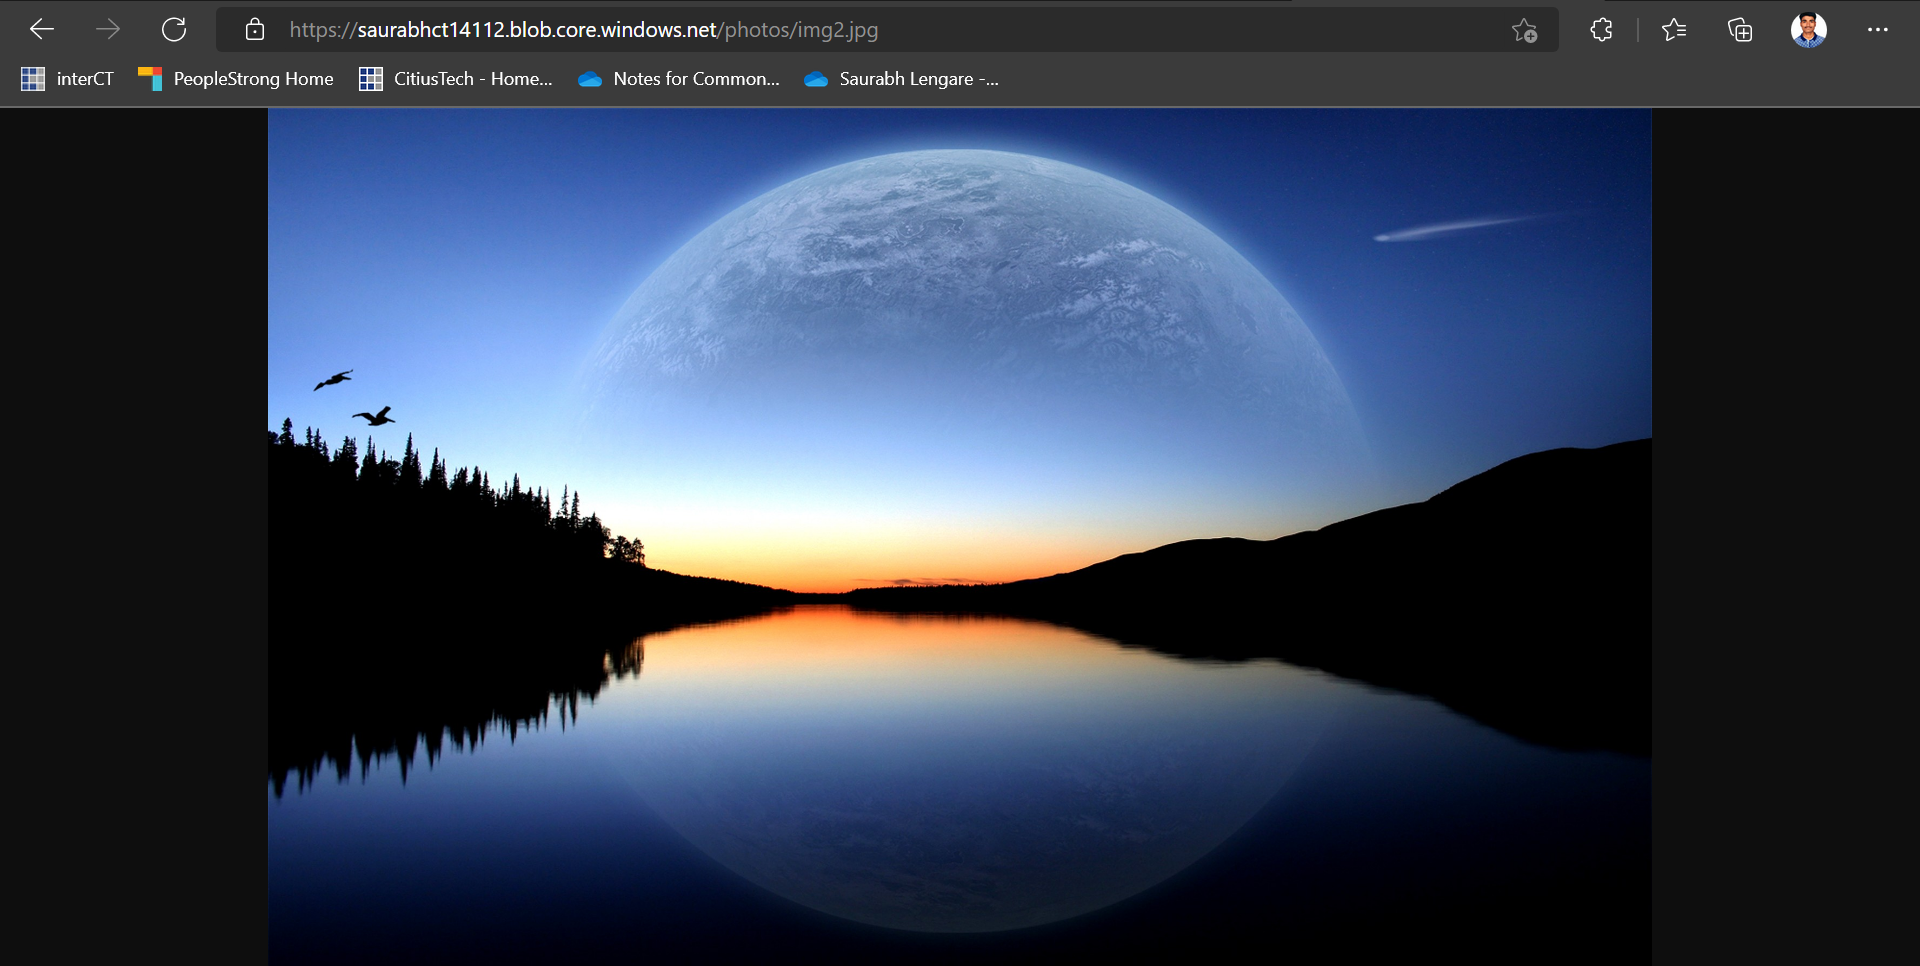 https://saurabhct14112.blob.core.windows.net/photos/img2.jpg
interCT PeopleStrong Home CitiusTech - Home... Notes for Common... Saurabh Lengare -...